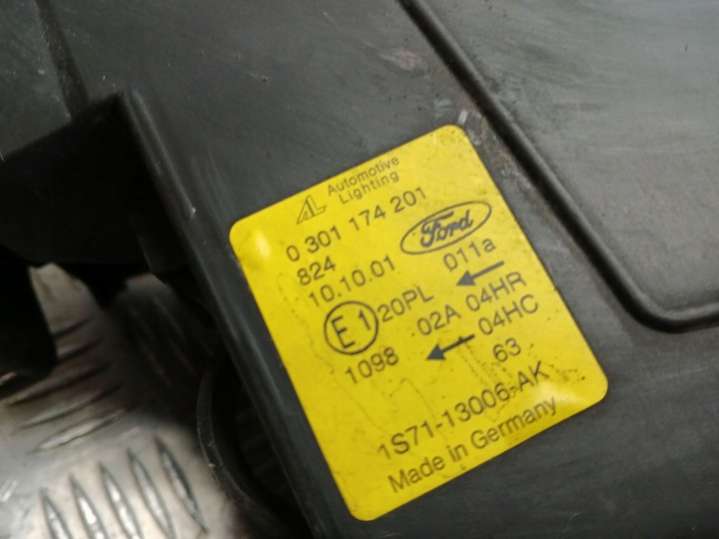 AL Automotive
Lighting
0 301 174 201
824 Ford
10.10.01 011a
E1 20PL ←
02A 04HR
1098 ← 04HC
63
1S71-13006-AK
Made in Germany